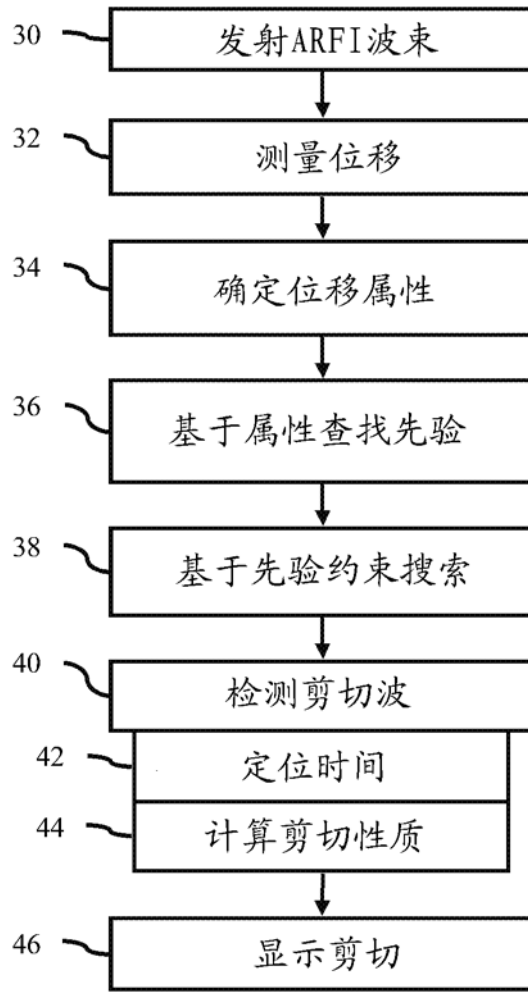 30 发射ARFI波束
32 测量位移
34 确定位移属性
36 基于属性查找先验
38 基于先验约束搜索
40 检测剪切波
42 定位时间
44 计算剪切性质
46 显示剪切